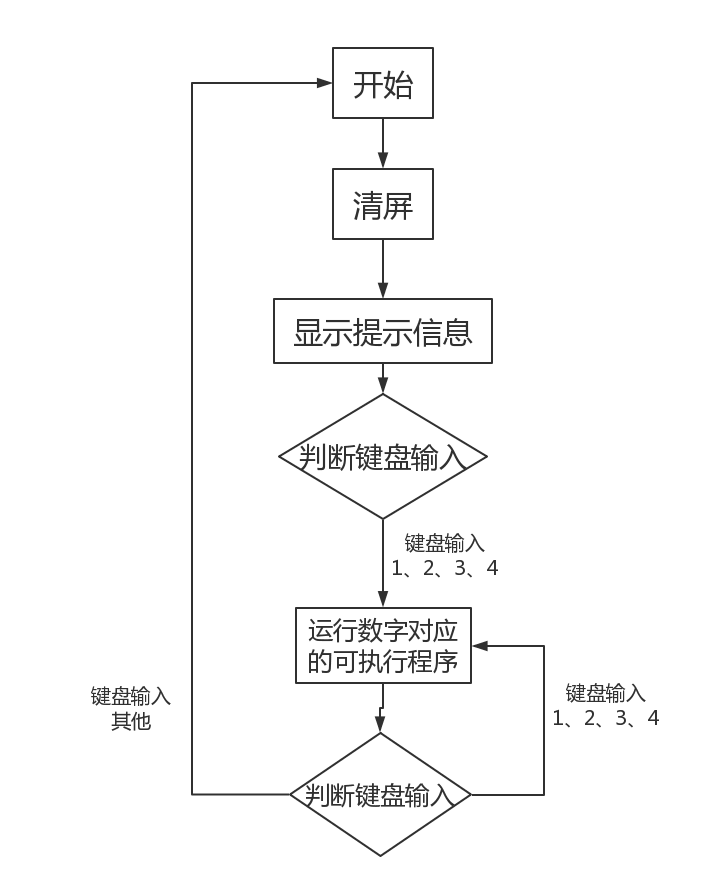 开始
清屏
显示提示信息
判断键盘输入
键盘输入
1、2、3、4
运行数字对应
的可执行程序
键盘输入
其他
键盘输入
1、2、3、4
判断键盘输入